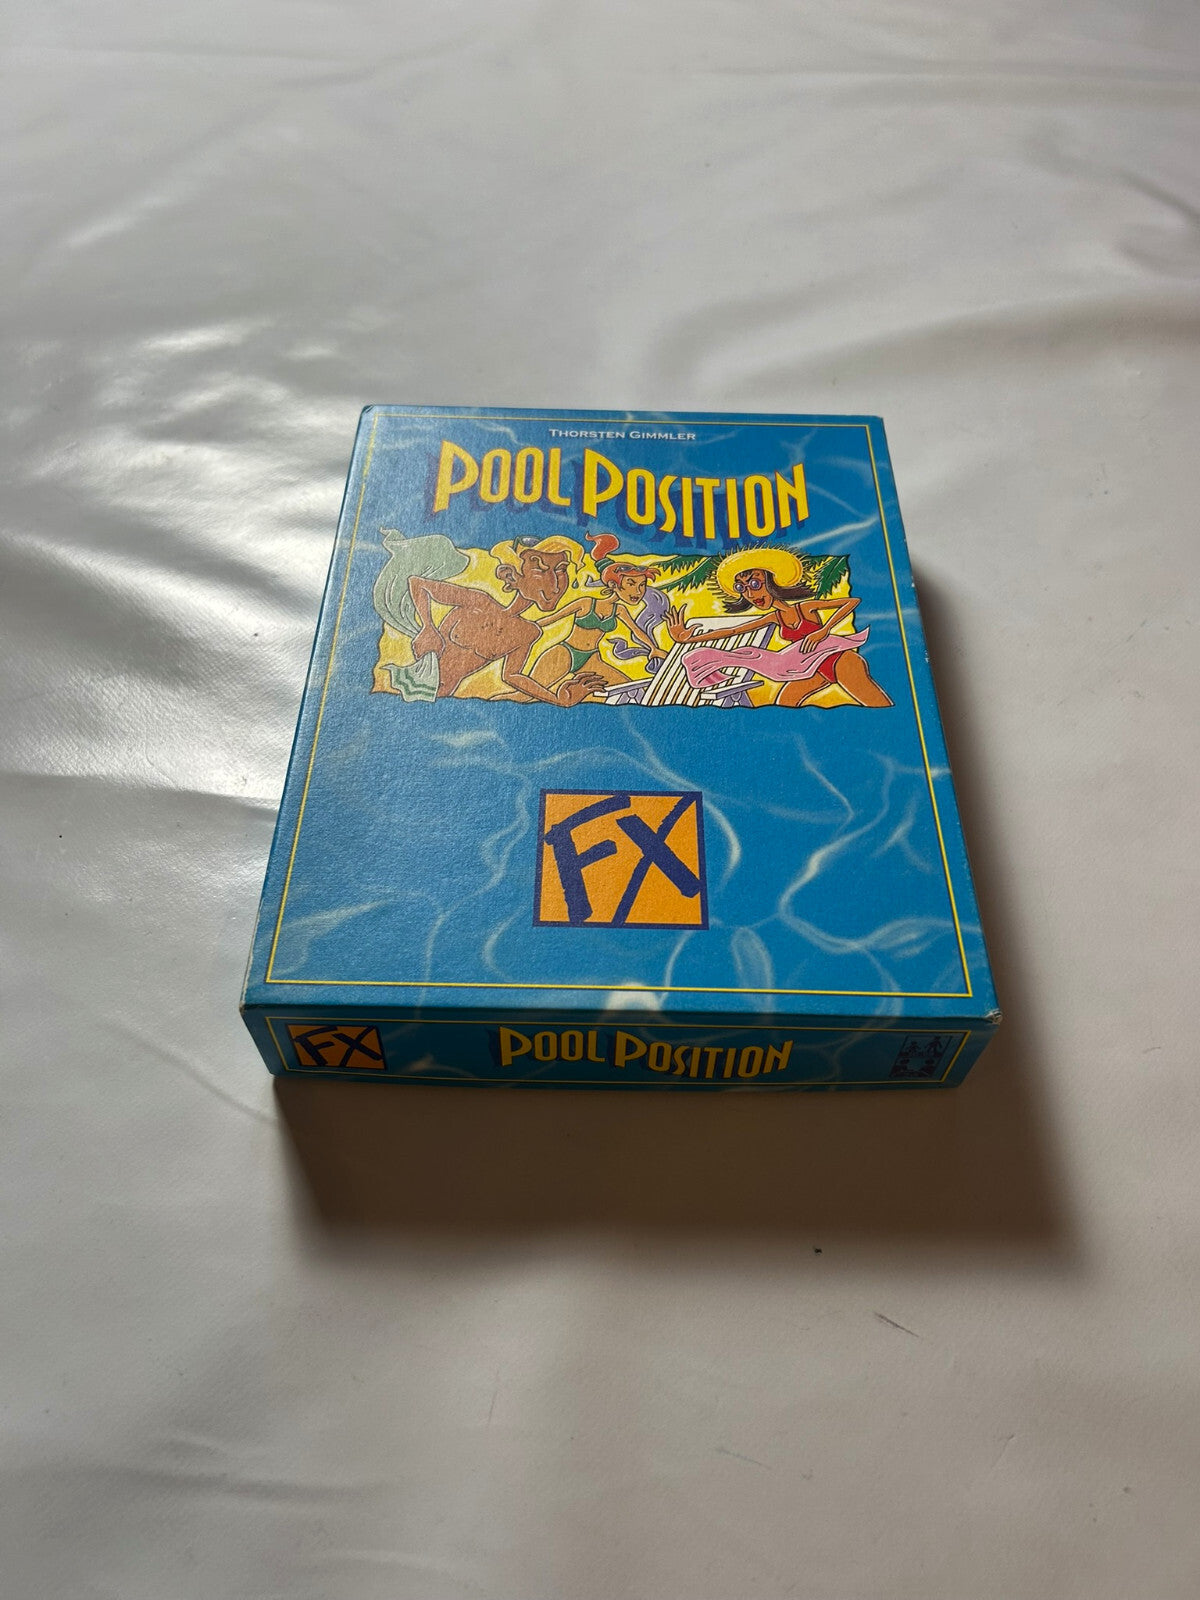 THORSTEN GIMMLER
POOL POSITION
FX
FX
POOL POSITION